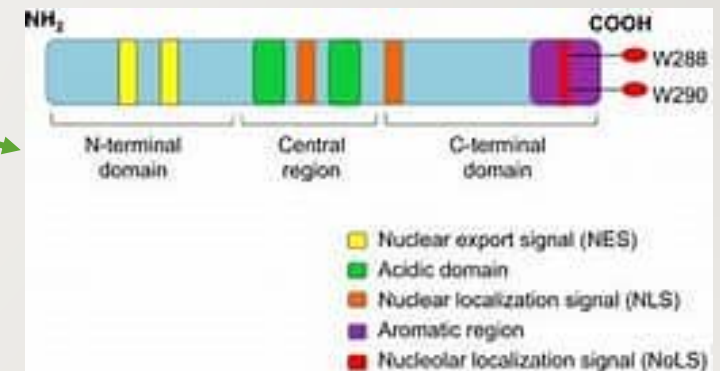 NH₂
COOH
W288
W290
N-terminal
domain
Central
region
C-terminal
domain
Nuclear export signal (NES)
Acidic domain
Nuclear localization signal (NLS)
Aromatic region
Nucleolar localization signal (NoLS)